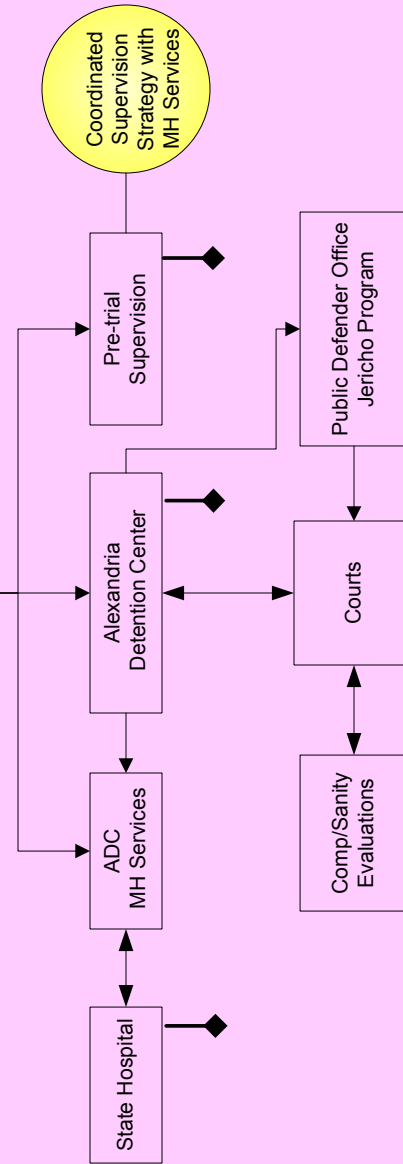 State Hospital
ADC
MH Services
Alexandria
Detention Center
Pre-trial
Supervision
Coordinated
Supervision
Strategy with
MH Services
Comp/Sanity
Evaluations
Courts
Public Defender Office
Jericho Program